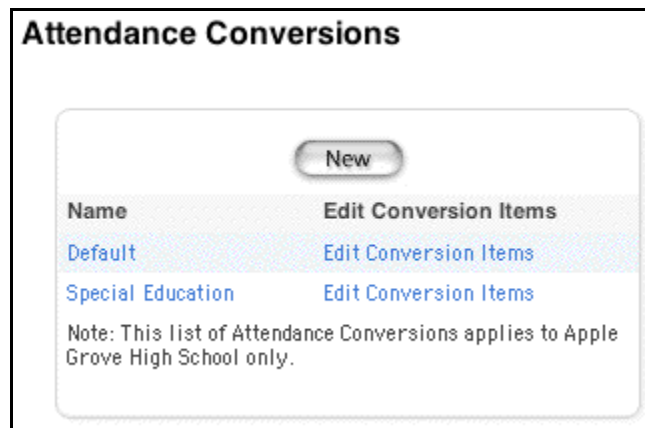 Attendance Conversions
New
Name Edit Conversion Items
Default Edit Conversion Items
Special Education Edit Conversion Items
Note: This list of Attendance Conversions applies to Apple
Grove High School only.